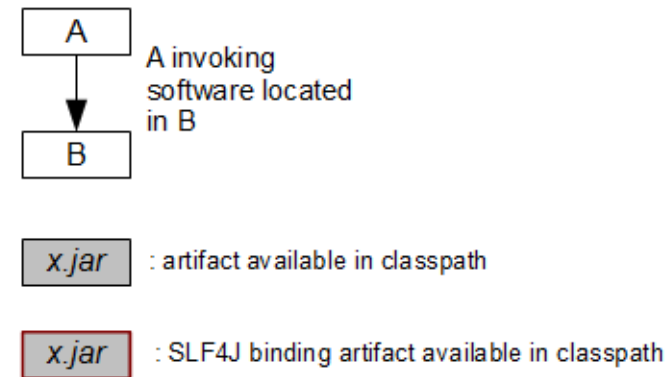 A
A invoking
software located
in B
B
x.jar : artifact available in classpath
x.jar : SLF4J binding artifact available in classpath